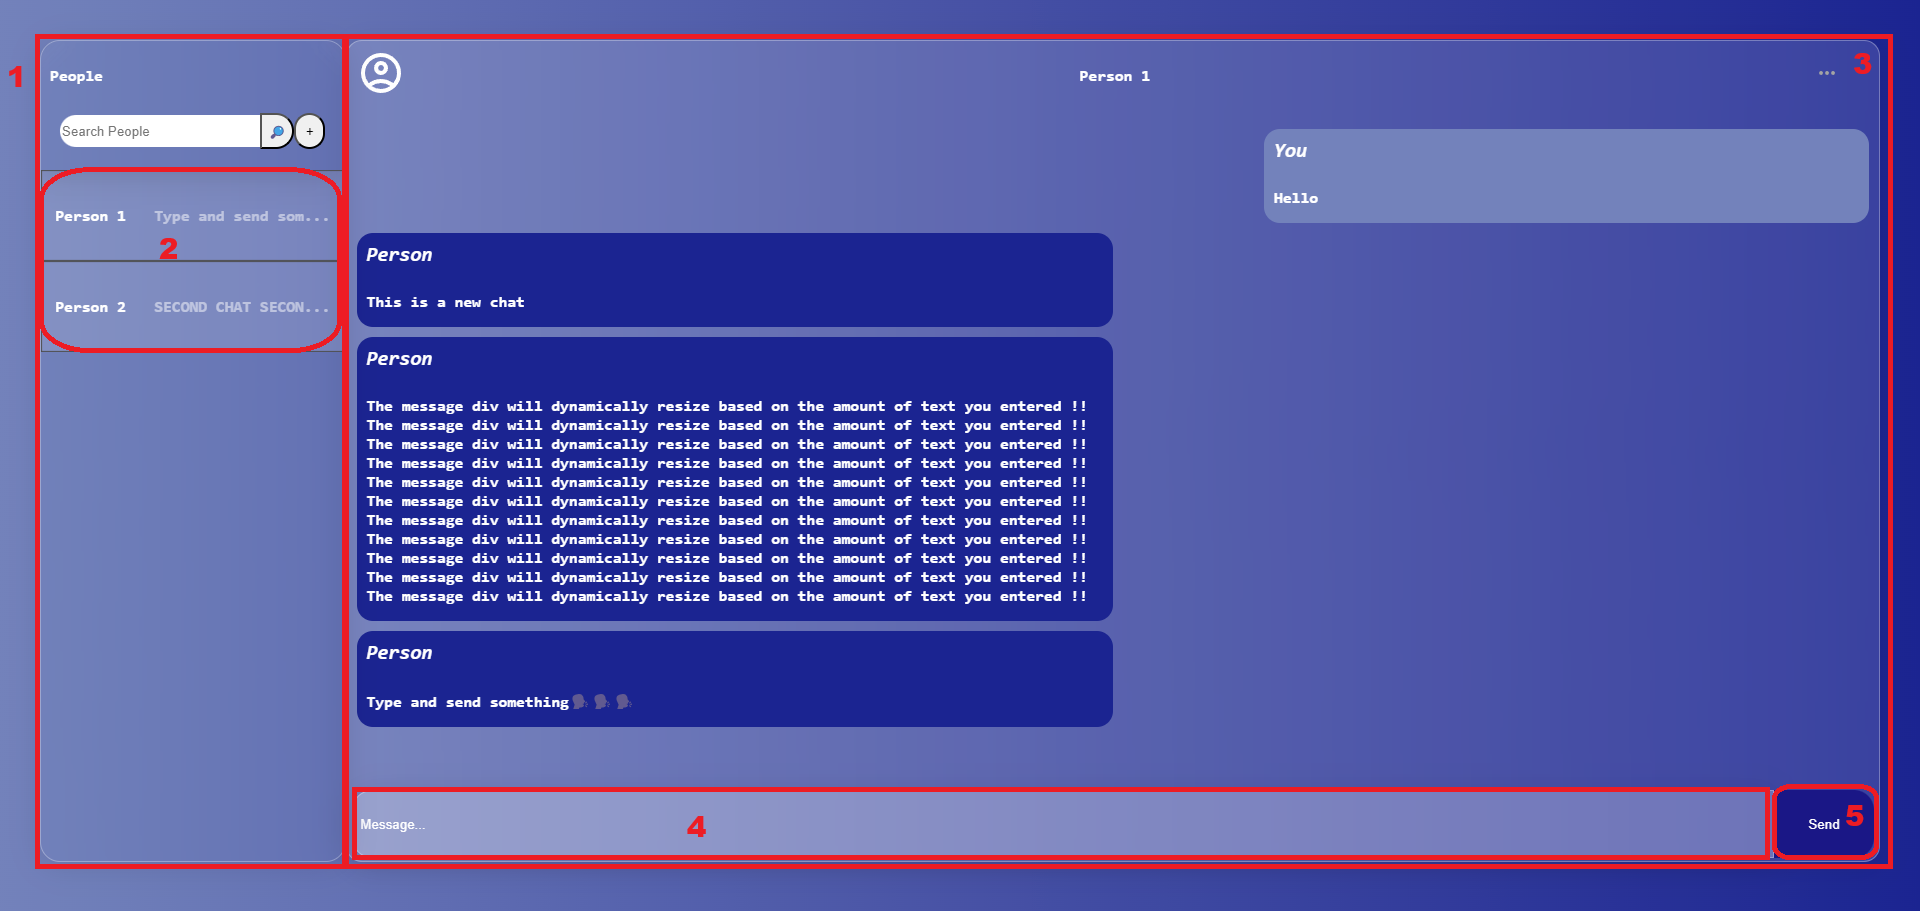 1
People
Search People
+
Person 1 Type and send som...
2
Person 2 SECOND CHAT SECON...
Person 1
...
3
You
Hello
Person
This is a new chat
Person
The message div will dynamically resize based on the amount of text you entered !!
The message div will dynamically resize based on the amount of text you entered !!
The message div will dynamically resize based on the amount of text you entered !!
The message div will dynamically resize based on the amount of text you entered !!
The message div will dynamically resize based on the amount of text you entered !!
The message div will dynamically resize based on the amount of text you entered !!
The message div will dynamically resize based on the amount of text you entered !!
The message div will dynamically resize based on the amount of text you entered !!
The message div will dynamically resize based on the amount of text you entered !!
The message div will dynamically resize based on the amount of text you entered !!
The message div will dynamically resize based on the amount of text you entered !!
Person
Type and send something🗣🗣🗣
Message...
4
Send
5